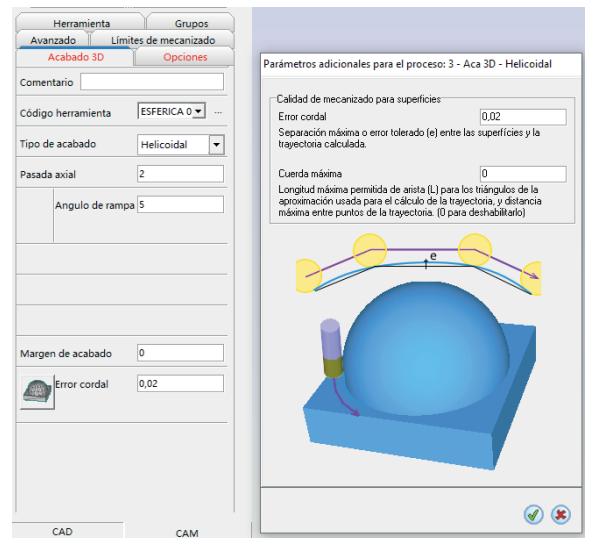 Herramienta
Grupos
Avanzado
Límites de mecanizado
Acabado 3D
Opciones
Comentario
Código herramienta
ESFERICA 0
...
Tipo de acabado
Helicoidal
Pasada axial
2
Angulo de rampa
5
Margen de acabado
0
Error cordal
0,02
CAD
CAM
Parámetros adicionales para el proceso: 3 - Aca 3D - Helicoidal
Calidad de mecanizado para superficies
Error cordal
0,02
Separación máxima o error tolerado (e) entre las superfícies y la
trayectoria calculada.
Cuerda máxima
0
Longitud máxima permitida de arista (L) para los triángulos de la
aproximación usada para el cálculo de la trayectoria, y distancia
máxima entre puntos de la trayectoria. (0 para deshabilitarlo)
e